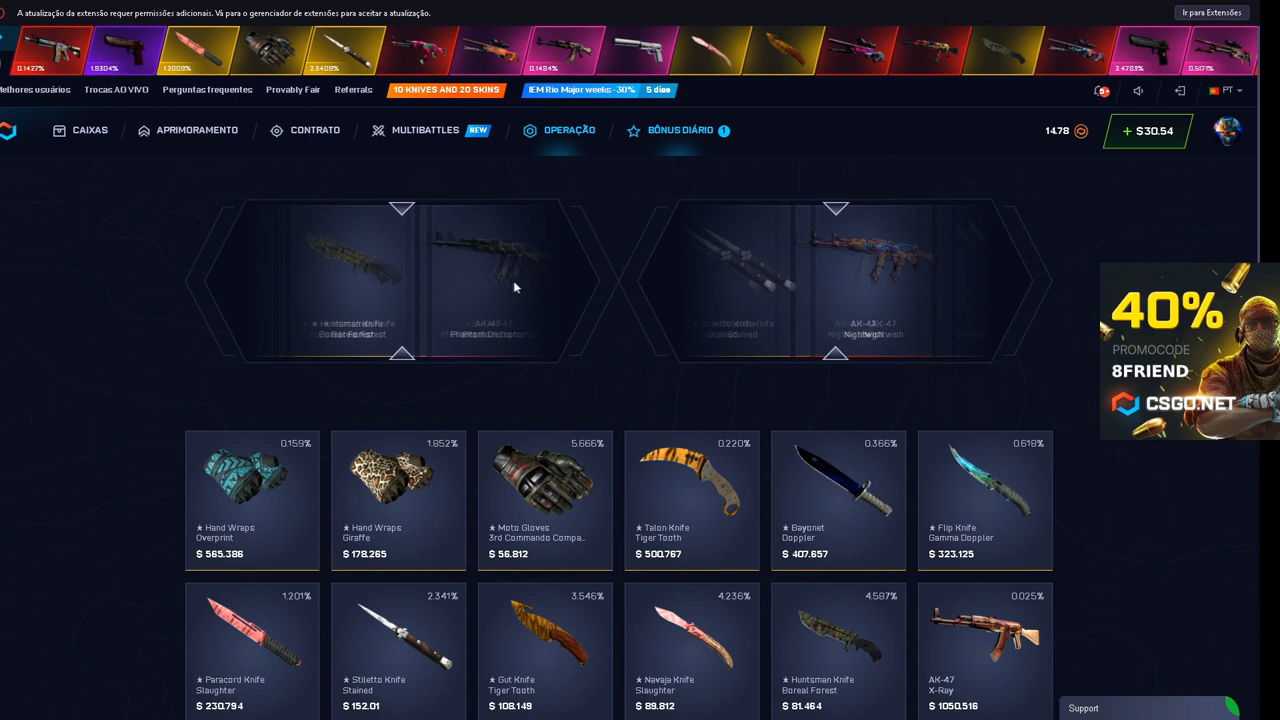 A atualização da extensão requer permissões adicionais. Vá para o gerenciador de extensões para aceitar a atualização.
Ir para Extensões
0.1427%
1.9304%
1.2009%
2.3409%
0.1484%
2.4783%
0.5171%
Melhores usuários
Trocas AO VIVO
Perguntas frequentes
Provably Fair
Referrals
10 KNIVES AND 20 SKINS
IEM Rio Major weeks -30%
5 dias
5+
PT
CAIXAS
APRIMORAMENTO
CONTRATO
MULTIBATTLES
NEW
OPERAÇÃO
BÔNUS DIÁRIO
1
14.78
+ $30.54
40%
PROMOCODE
8FRIEND
CSGO.NET
0.159%
★ Hand Wraps
Overprint
$ 565.386
1.852%
★ Hand Wraps
Giraffe
$ 178.265
5.666%
★ Moto Gloves
3rd Commando Compa..
$ 56.812
0.220%
★ Talon Knife
Tiger Tooth
$ 500.767
0.366%
★ Bayonet
Doppler
$ 407.657
0.618%
★ Flip Knife
Gamma Doppler
$ 323.125
1.201%
★ Paracord Knife
Slaughter
$ 230.794
2.341%
★ Stiletto Knife
Stained
$ 152.01
3.546%
★ Gut Knife
Tiger Tooth
$ 108.149
4.236%
★ Navaja Knife
Slaughter
$ 89.812
4.587%
★ Huntsman Knife
Boreal Forest
$ 81.464
0.025%
AK-47
X-Ray
$ 1050.516
Support